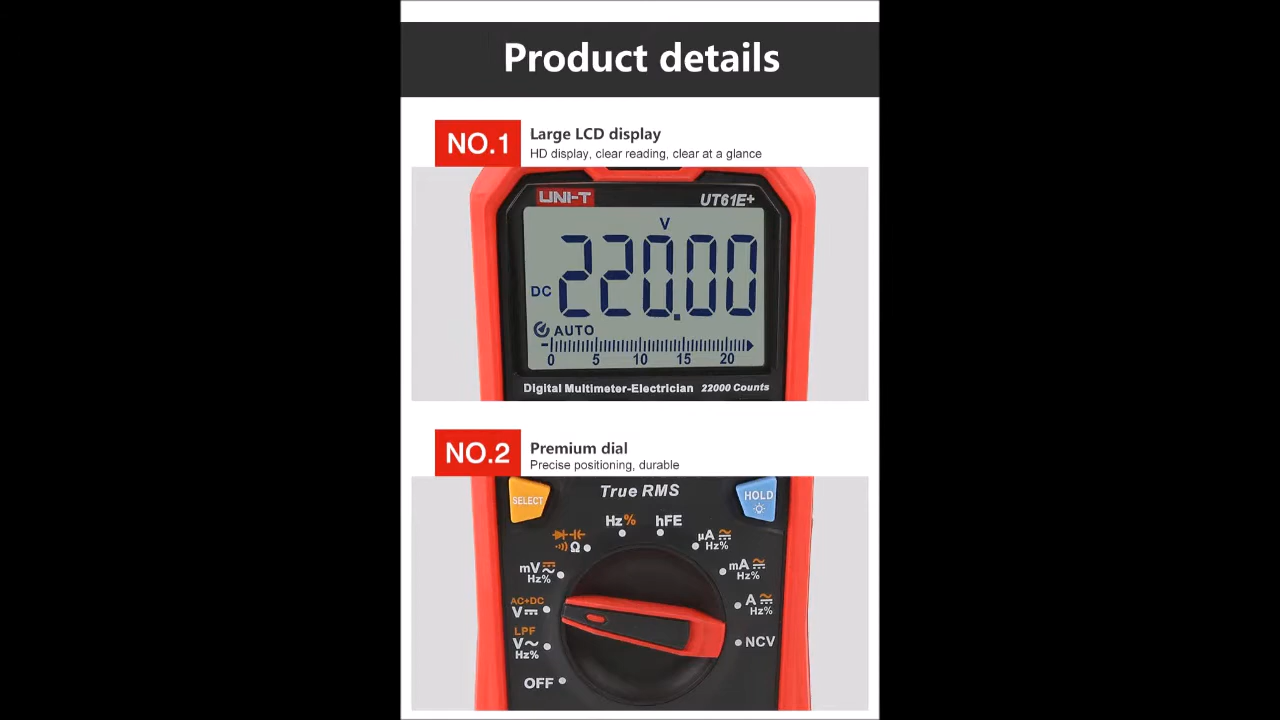 Product details
NO.1
Large LCD display
HD display, clear reading, clear at a glance
UNI-T
UT61E+
V
DC 220.00
AUTO
0 5 10 15 20
Digital Multimeter-Electrician 22000 Counts
NO.2
Premium dial
Precise positioning, durable
SELECT
True RMS
HOLD
Hz%
hFE
Ω
µA
Hz%
mV
Hz%
mA
Hz%
AC+DC
V
A
Hz%
LPF
V~
Hz%
NCV
OFF